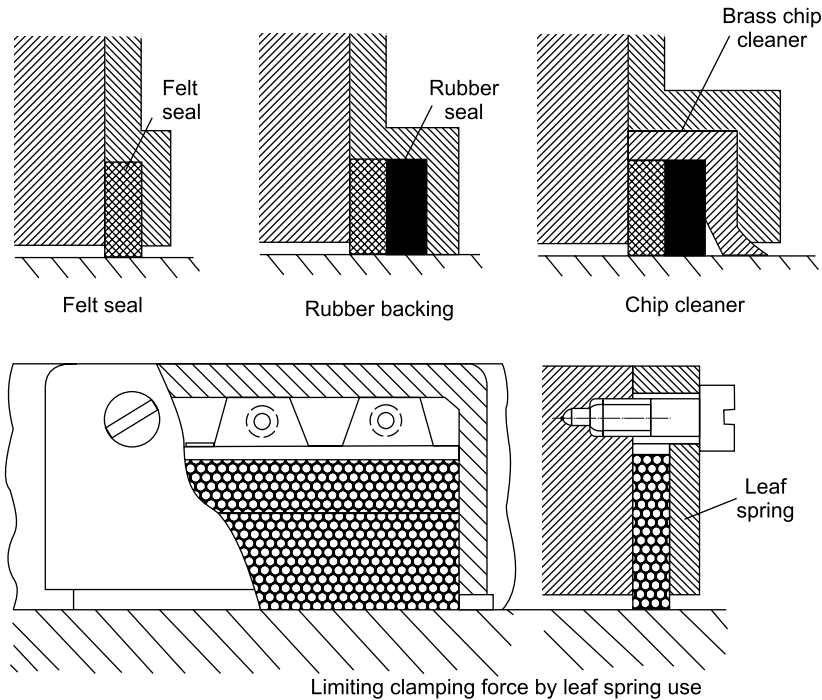 Felt
seal
Rubber
seal
Brass chip
cleaner
Felt seal
Rubber backing
Chip cleaner
Leaf
spring
Limiting clamping force by leaf spring use